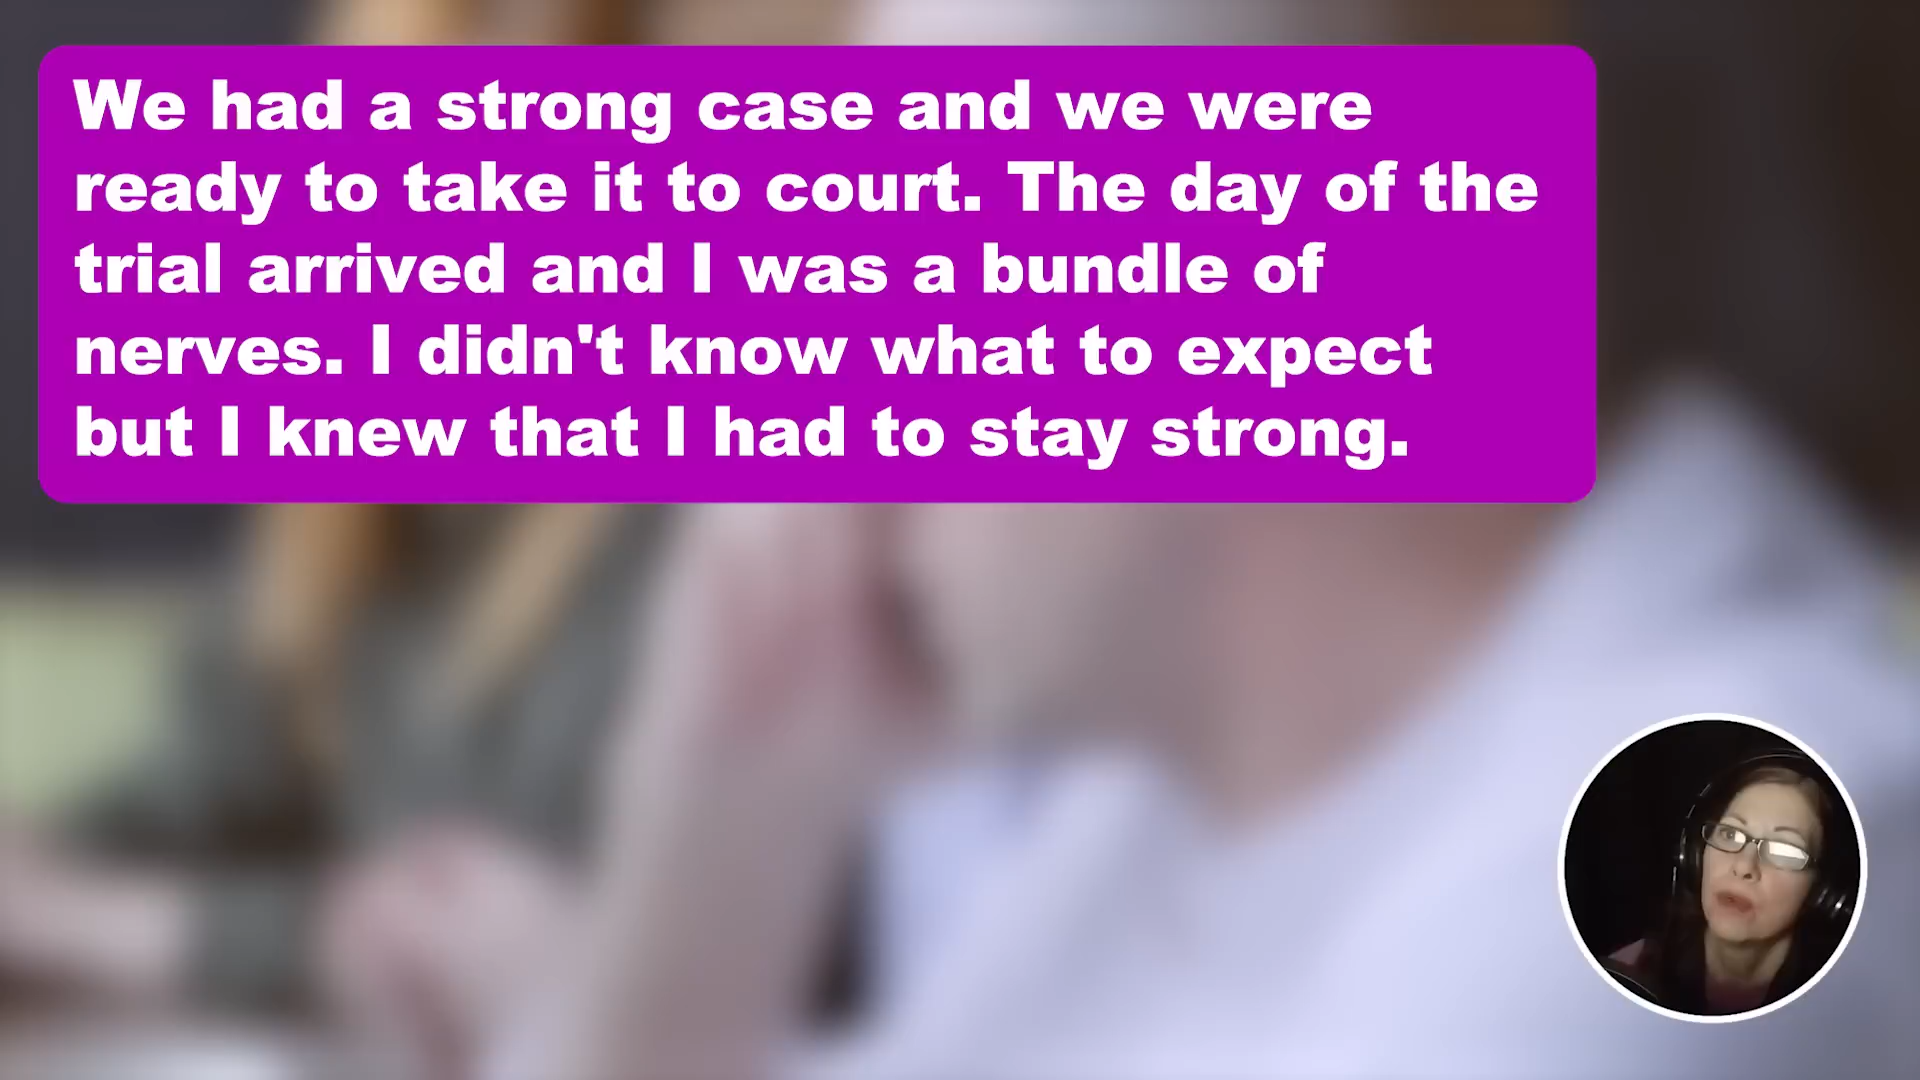 We had a strong case and we were
ready to take it to court. The day of the
trial arrived and I was a bundle of
nerves. I didn't know what to expect
but I knew that I had to stay strong.